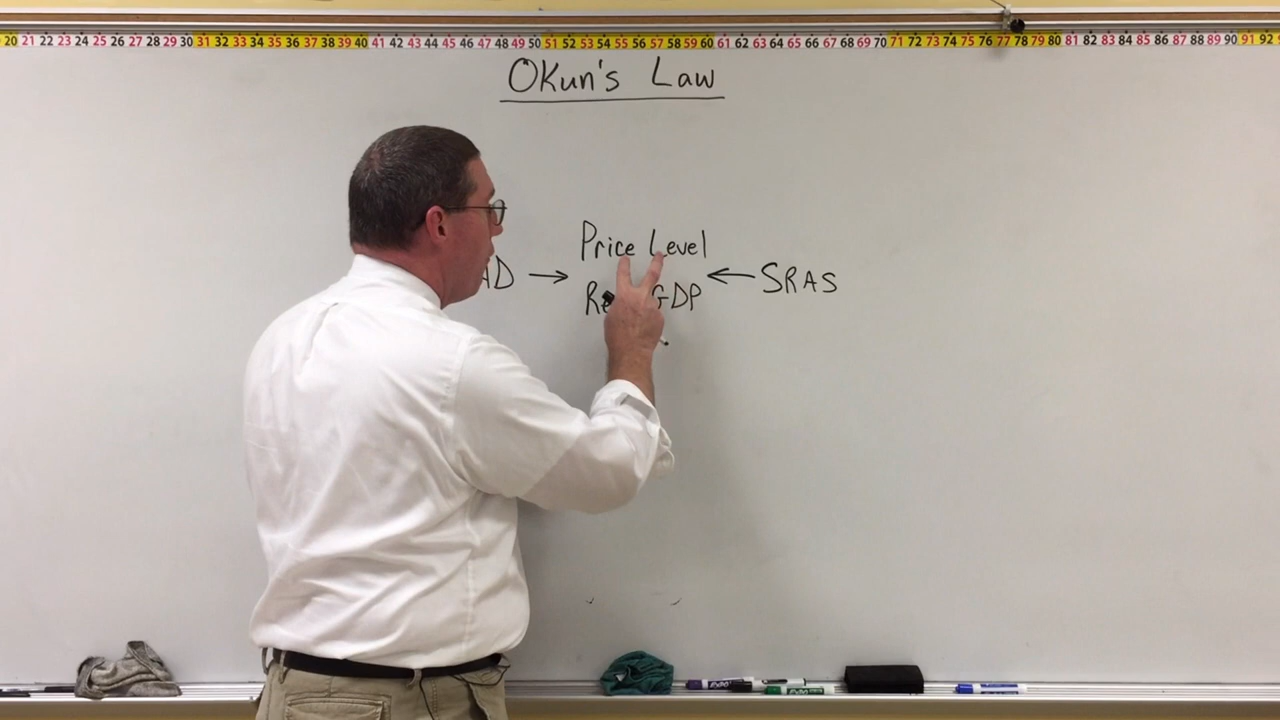 20 21 22 23 24 25 26 27 28 29 30 31 32 33 34 35 36 37 38 39 40 41 42 43 44 45 46 47 48 49 50 51 52 53 54 55 56 57 58 59 60 61 62 63 64 65 66 67 68 69 70 71 72 73 74 75 76 77 78 79 80 81 82 83 84 85 86 87 88 89 90 91 92
Okun's Law
Price Level
AD → ← SRAS
GDP
EXPO